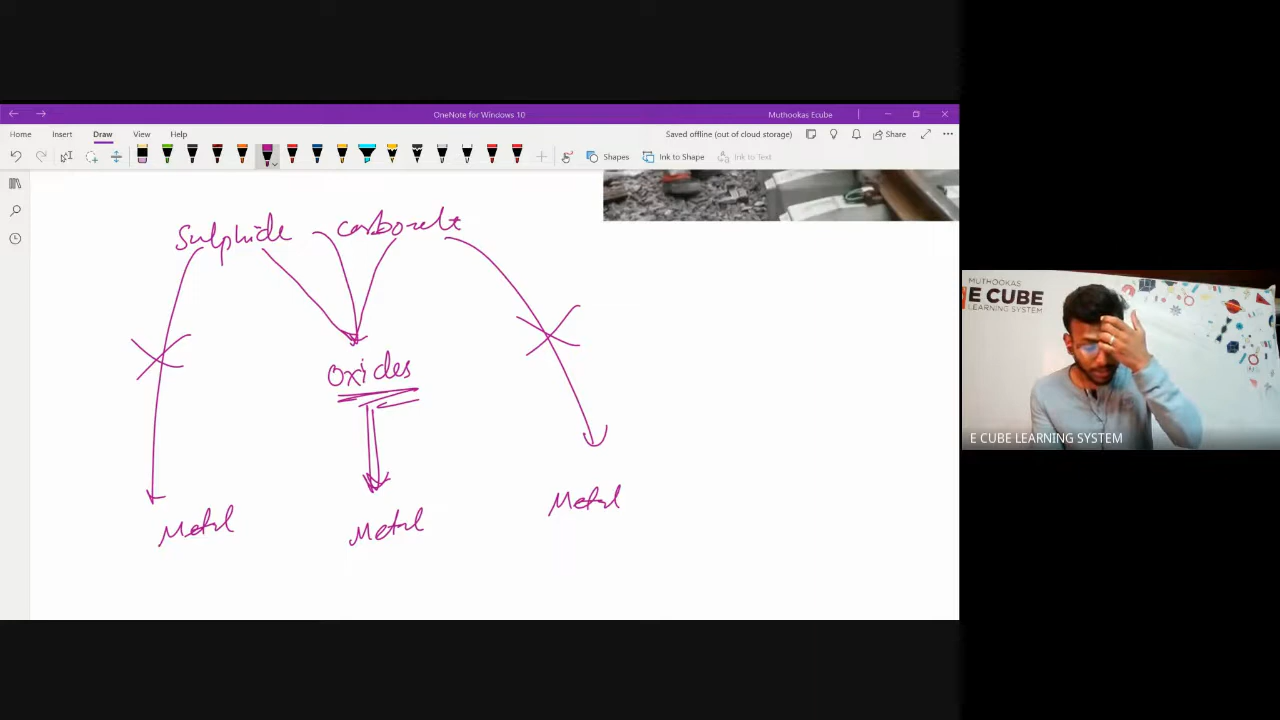 OneNote for Windows 10
Muthookas Ecube
Home Insert Draw View Help
Saved offline (out of cloud storage)
Share
Shapes
Ink to Shape
Ink to Text
Sulphide carbonate
Oxides
Metal Metal Metal
MUTHOOKAS
E CUBE
LEARNING SYSTEM
E CUBE LEARNING SYSTEM